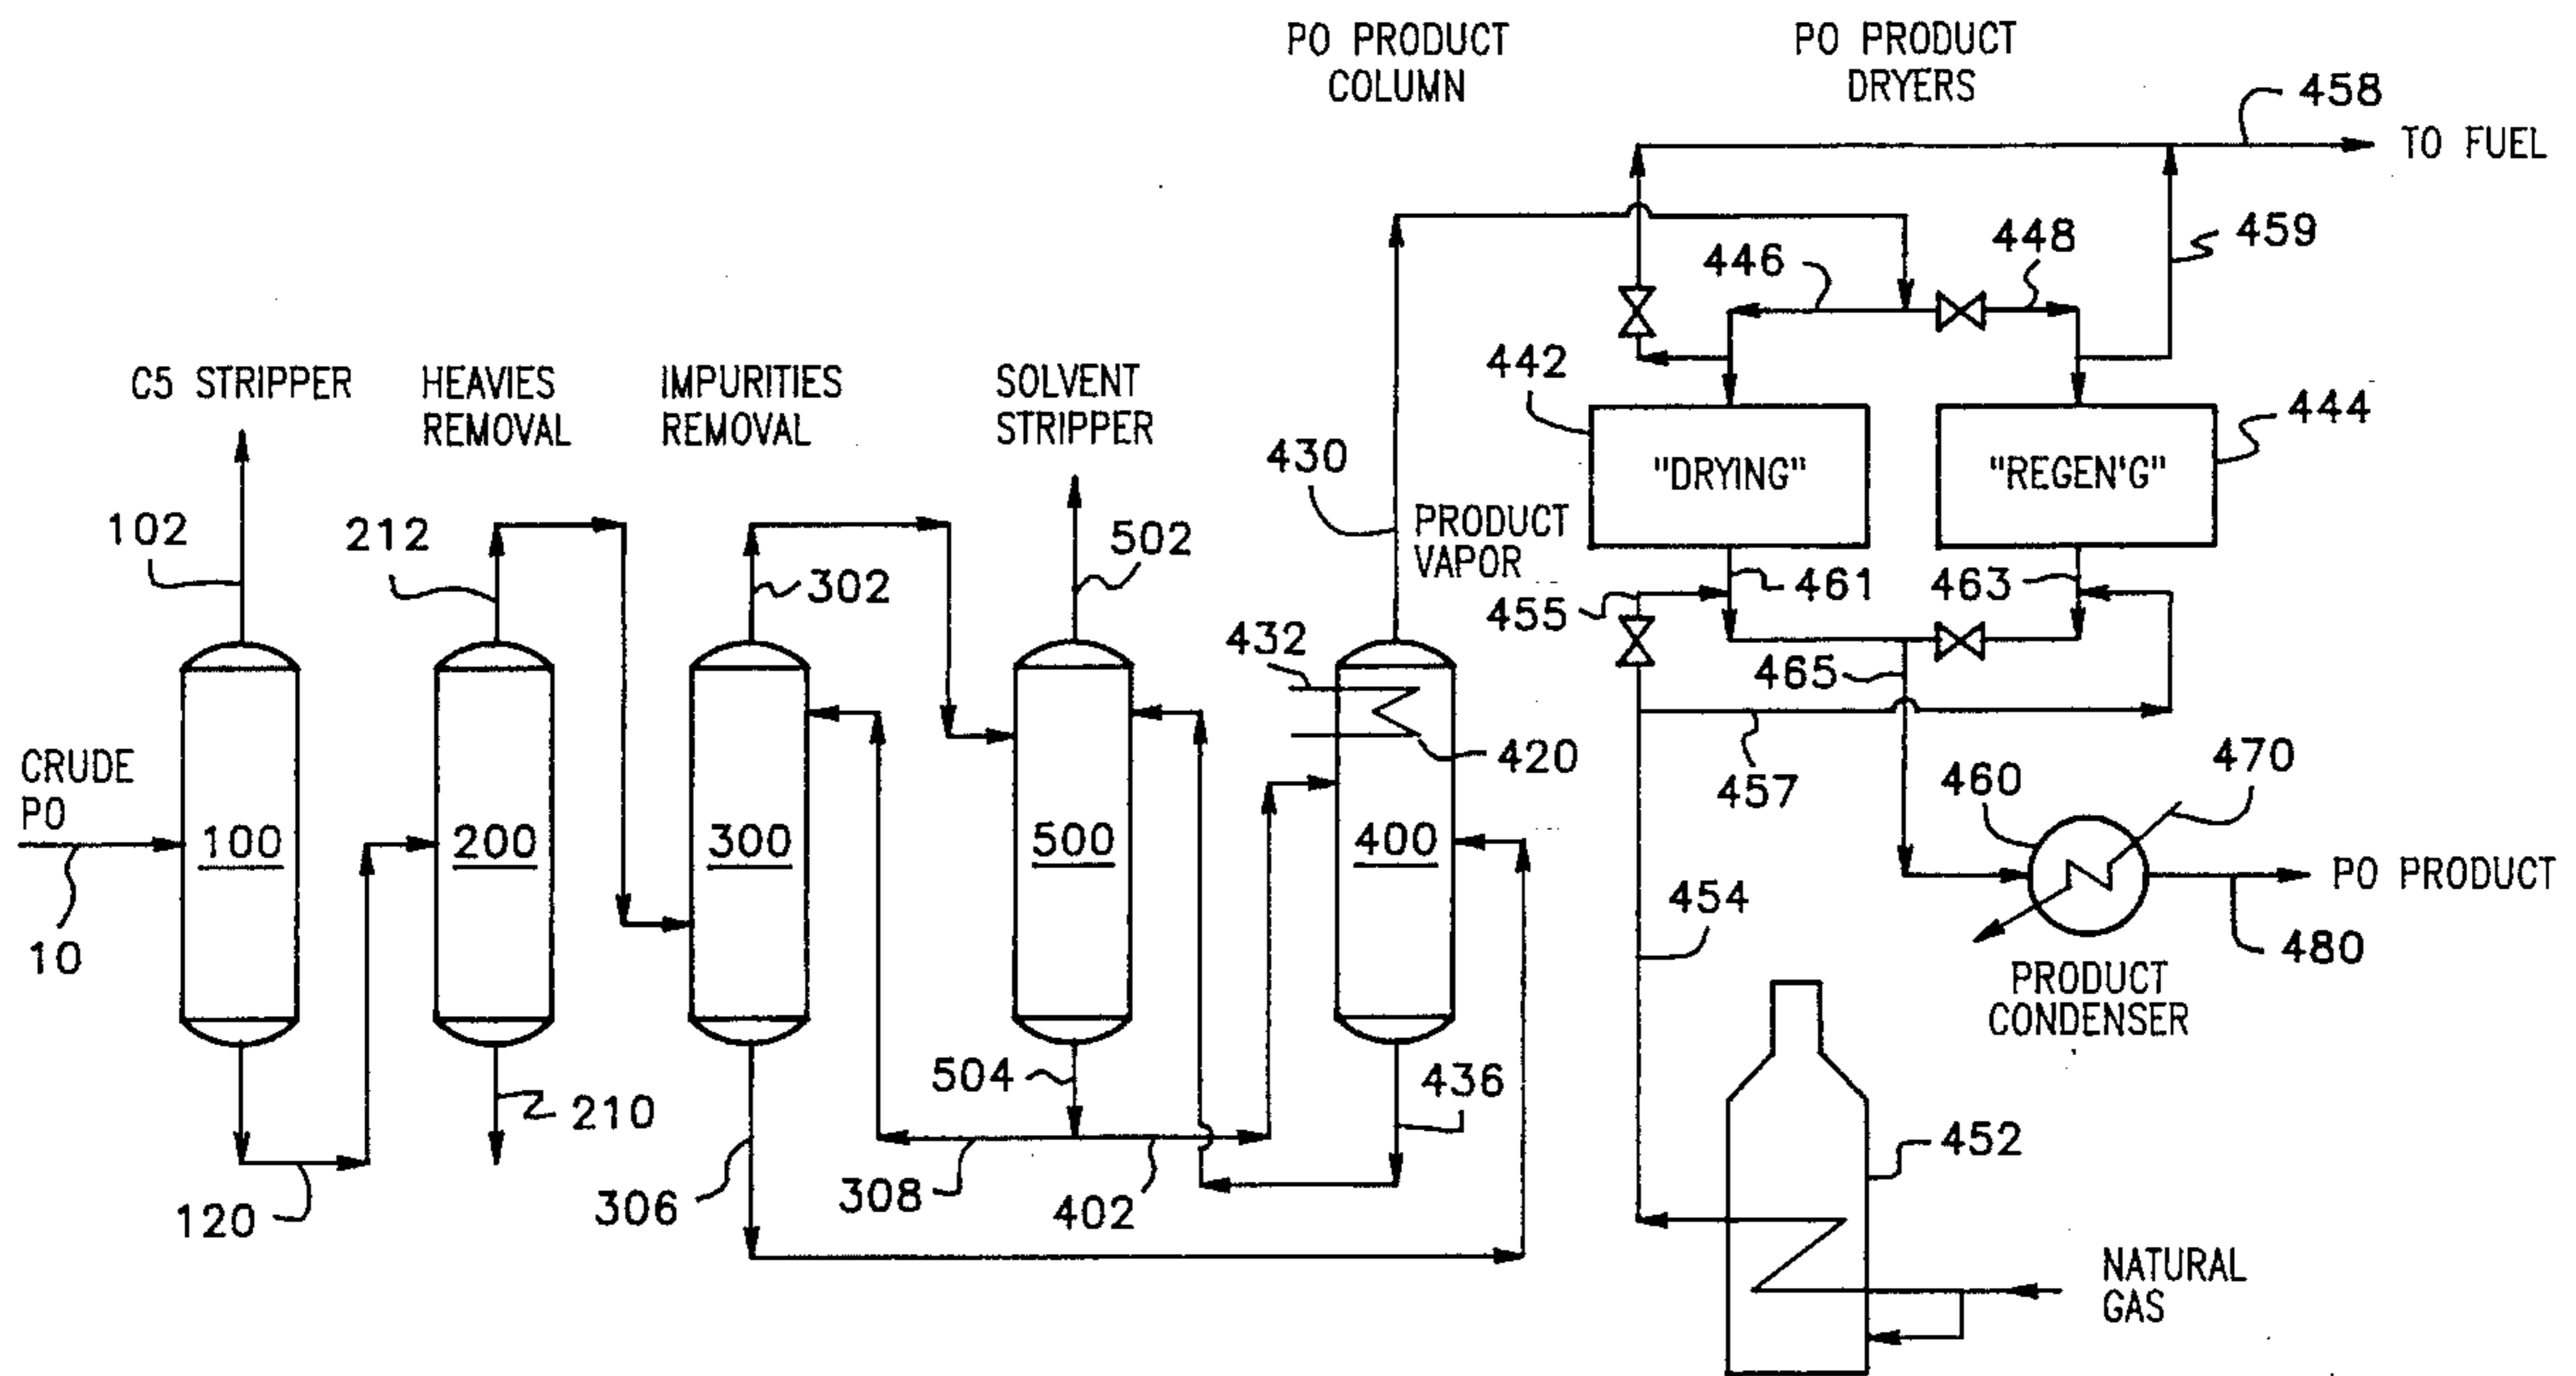 PO PRODUCT
COLUMN
PO PRODUCT
DRYERS
458
TO FUEL
459
448
446
C5 STRIPPER
HEAVIES
REMOVAL
IMPURITIES
REMOVAL
SOLVENT
STRIPPER
442
444
430
"DRYING"
"REGEN'G"
PRODUCT
VAPOR
102
212
302
502
455
461
463
432
465
420
457
CRUDE
PO
10
100
200
300
500
400
460
470
PO PRODUCT
480
PRODUCT
CONDENSER
454
504
436
210
120
306
308
402
452
NATURAL
GAS